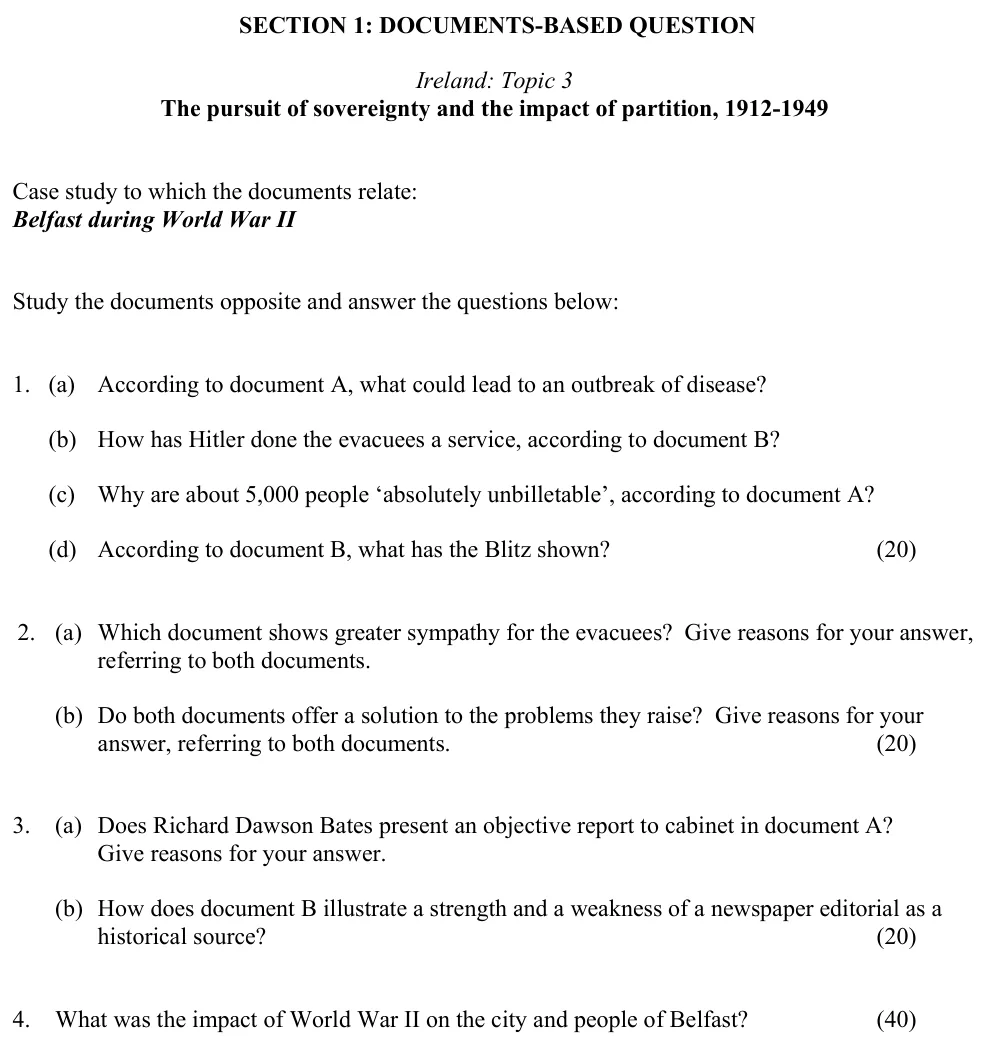 SECTION 1: DOCUMENTS-BASED QUESTION
Ireland: Topic 3
The pursuit of sovereignty and the impact of partition, 1912-1949
Case study to which the documents relate:
Belfast during World War II
Study the documents opposite and answer the questions below:
1. (a) According to document A, what could lead to an outbreak of disease?
(b) How has Hitler done the evacuees a service, according to document B?
(c) Why are about 5,000 people ‘absolutely unbilletable’, according to document A?
(d) According to document B, what has the Blitz shown? (20)
2. (a) Which document shows greater sympathy for the evacuees? Give reasons for your answer,
referring to both documents.
(b) Do both documents offer a solution to the problems they raise? Give reasons for your
answer, referring to both documents. (20)
3. (a) Does Richard Dawson Bates present an objective report to cabinet in document A?
Give reasons for your answer.
(b) How does document B illustrate a strength and a weakness of a newspaper editorial as a
historical source? (20)
4. What was the impact of World War II on the city and people of Belfast? (40)